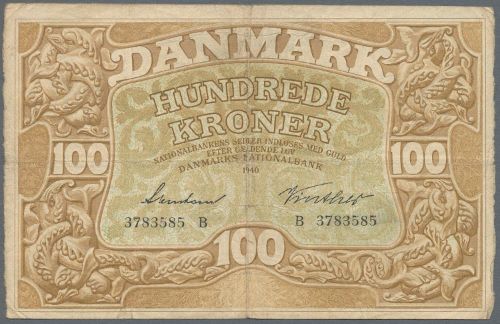 DANMARK
HUNDREDE
KRONER
NATIONALBANKENS SEDLER INDLØSES MED GULD
EFTER GÆLDENDE LOV
DANMARKS NATIONALBANK
1940
100 100
3783585 B B 3783585
100